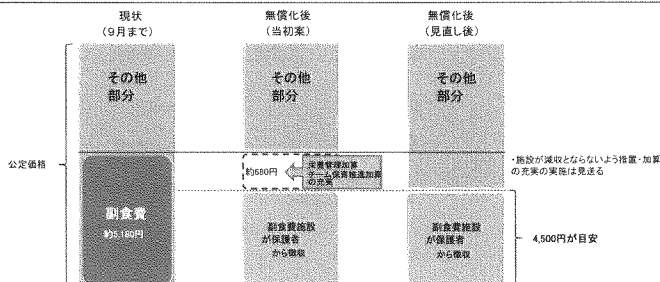 現状
（９月まで）
無償化後
（当初案）
無償化後
（見直し後）
その他
部分
その他
部分
その他
部分
公定価格
約680円
栄養管理加算
チーム保育推進加算
の充実
・施設が減収とならないよう措置・加算
の充実の実施は見送る
副食費
約5,180円
副食費施設
が保護者
から徴収
副食費施設
が保護者
から徴収
4,500円が目安